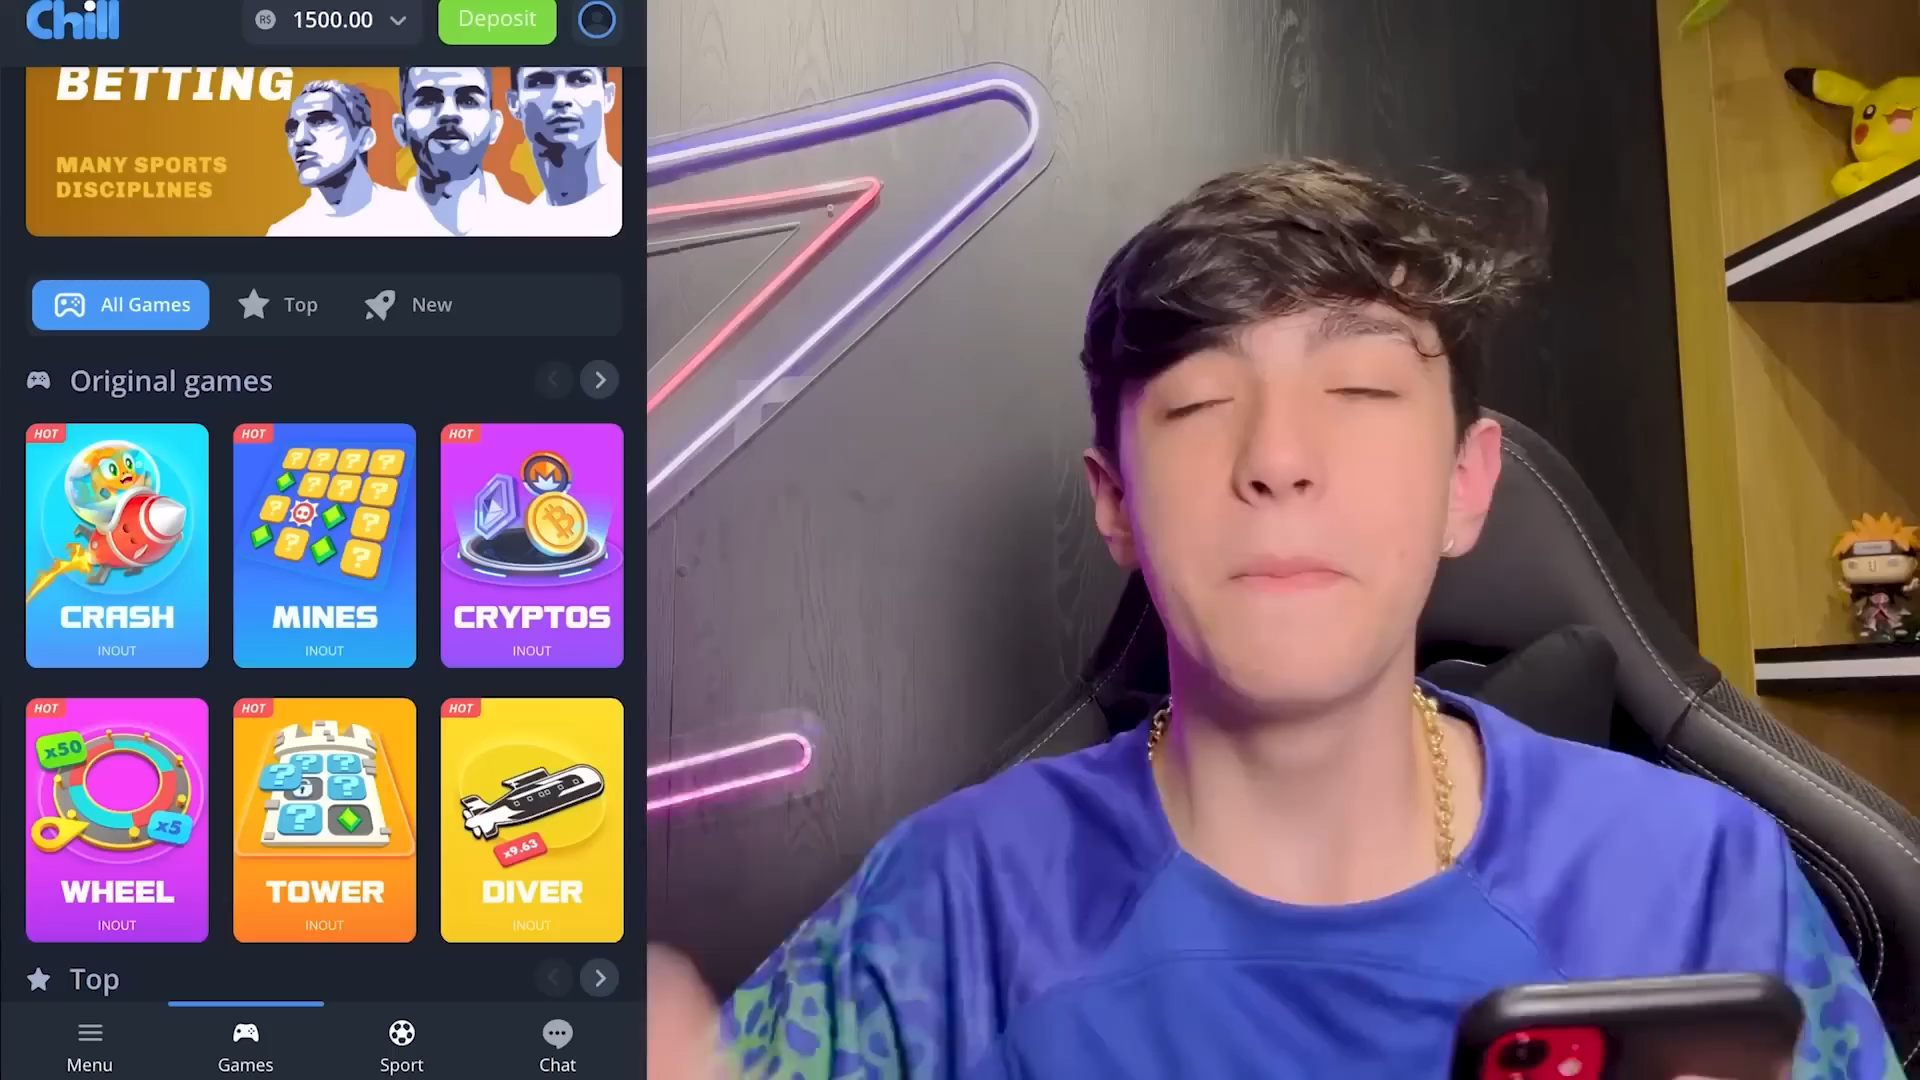 Chill
R$ 1500.00
Deposit
BETTING
MANY SPORTS
DISCIPLINES
All Games
Top
New
Original games
HOT
HOT
HOT
CRASH
MINES
CRYPTOS
INOUT
INOUT
INOUT
HOT
HOT
HOT
x50
x5
x9.63
WHEEL
TOWER
DIVER
INOUT
INOUT
INOUT
Top
Menu
Games
Sport
Chat